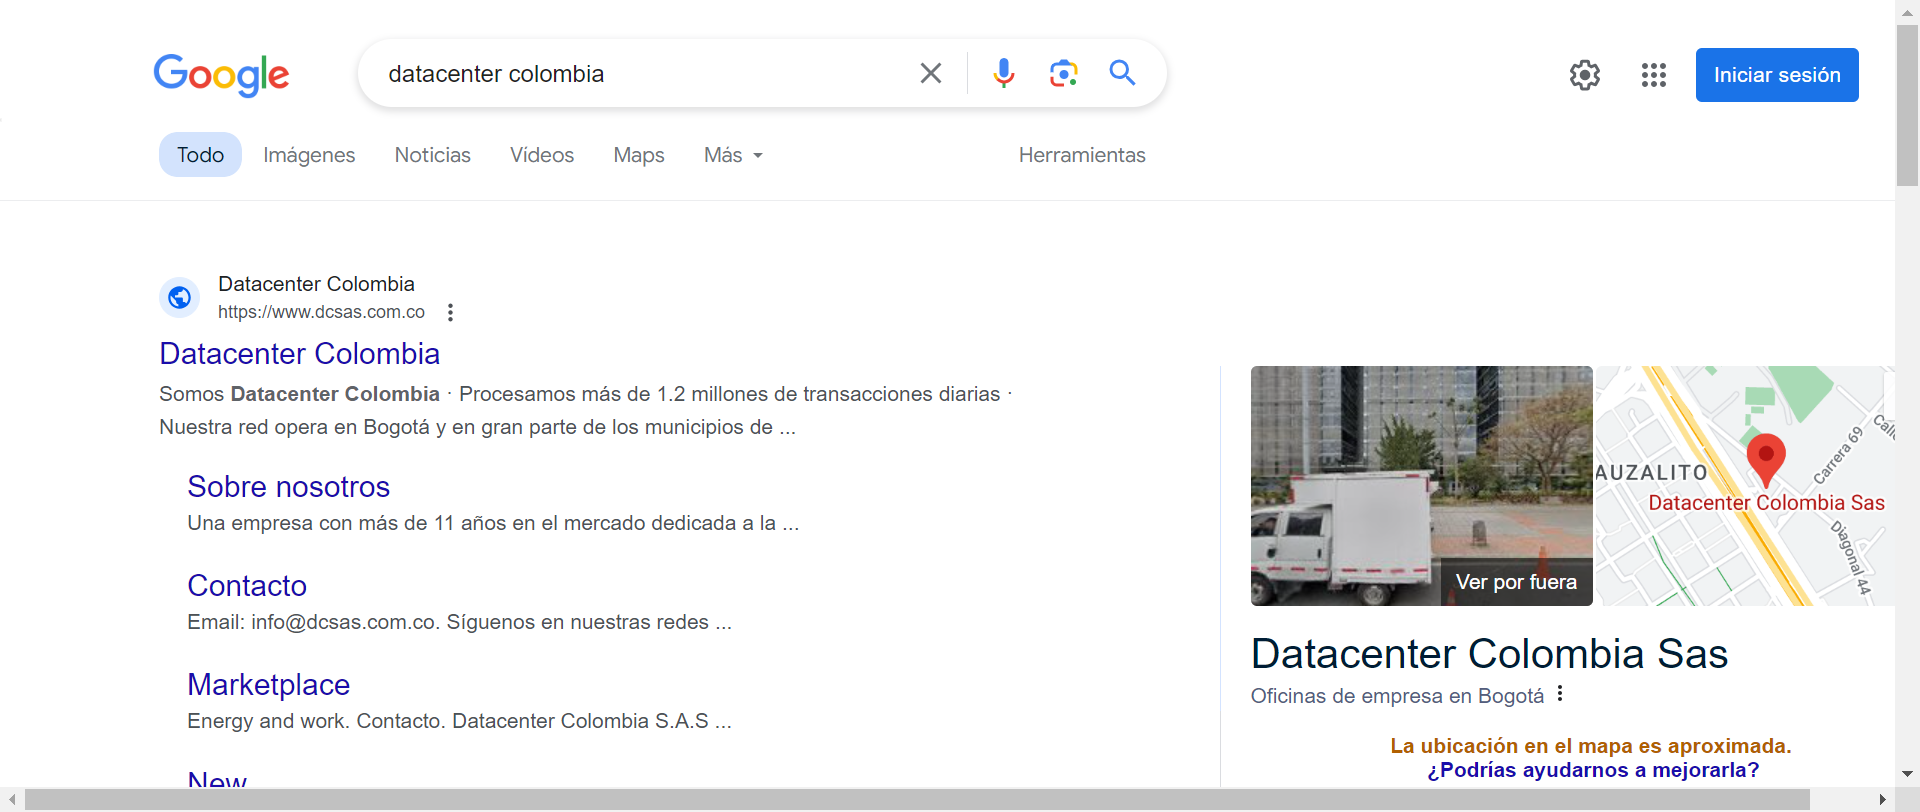 Google
datacenter colombia
Iniciar sesión
Todo
Imágenes
Noticias
Vídeos
Maps
Más
Herramientas
Datacenter Colombia
https://www.dcsas.com.co
Datacenter Colombia
Somos Datacenter Colombia · Procesamos más de 1.2 millones de transacciones diarias ·
Nuestra red opera en Bogotá y en gran parte de los municipios de ...
Sobre nosotros
Una empresa con más de 11 años en el mercado dedicada a la ...
Contacto
Email: info@dcsas.com.co. Síguenos en nuestras redes ...
Marketplace
Energy and work. Contacto. Datacenter Colombia S.A.S ...
New
Ver por fuera
AUZALITO
Carrera 69
Datacenter Colombia Sas
Diagonal 44
Datacenter Colombia Sas
Oficinas de empresa en Bogotá
La ubicación en el mapa es aproximada.
¿Podrías ayudarnos a mejorarla?